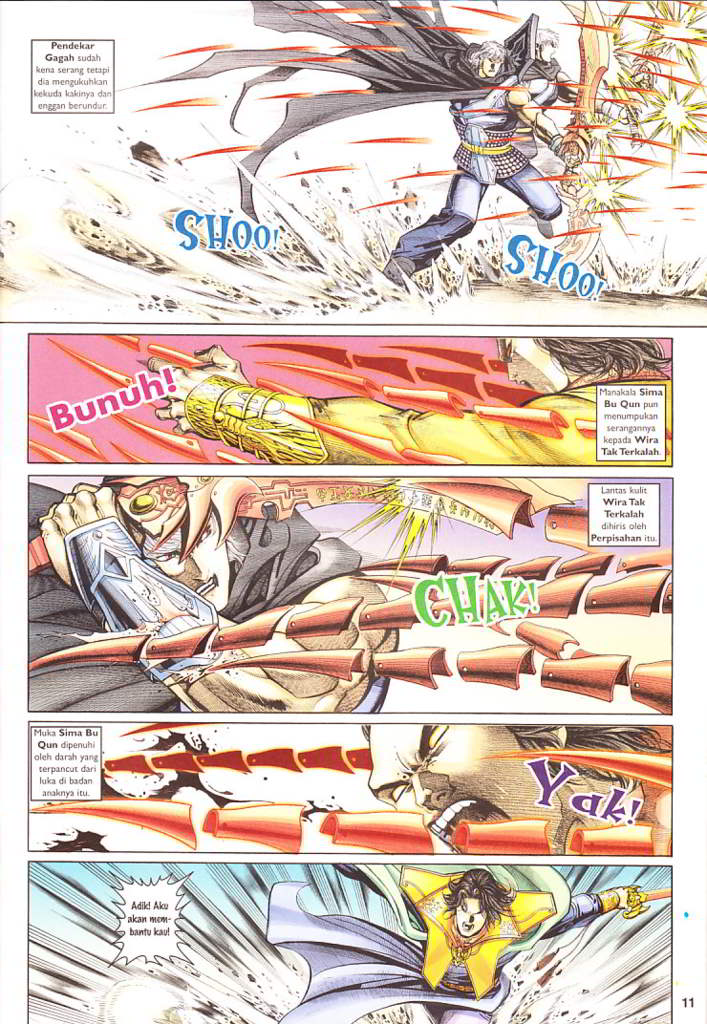 Pendekar
Gagah sudah
kena serang tetapi
dia mengukuhkan
kekuda kakinya dan
enggan berundur.
SHOO!
SHOO!
Bunuh!
Manakala Sima
Bu Qun pun
menumpukan
serangannya
kepada Wira
Tak Terkalah.
Lantas kulit
Wira Tak
Terkalah
dihiris oleh
Perpisahan itu.
CHAK!
Muka Sima Bu
Qun dipenuhi
oleh darah yang
terpancut dari
luka di badan
anaknya itu.
Yak!
Adik! Aku
akan mem-
bantu kau!
11